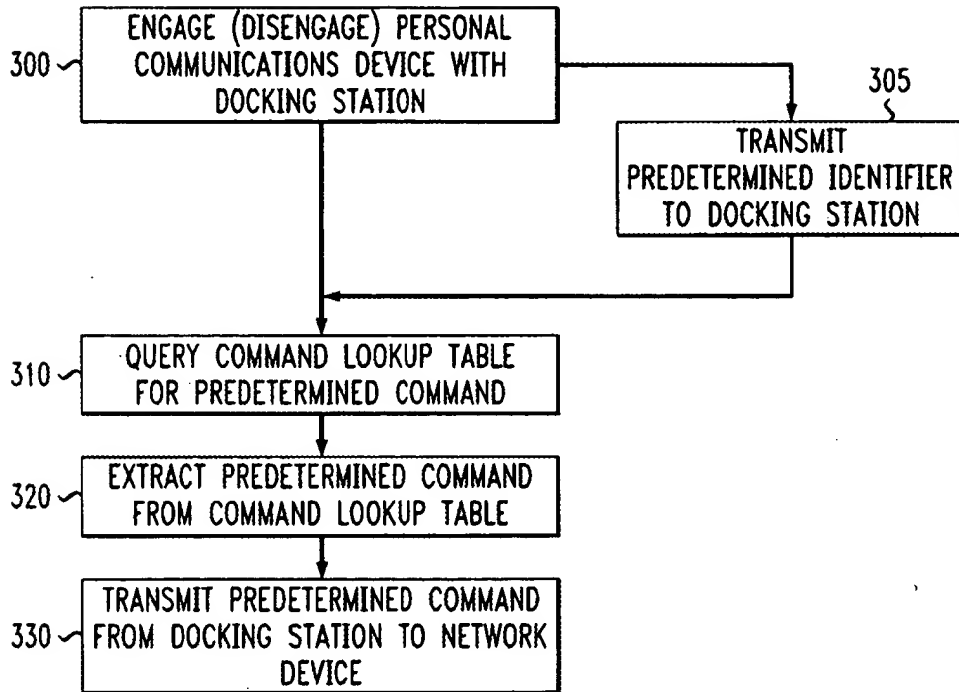 300
ENGAGE (DISENGAGE) PERSONAL
COMMUNICATIONS DEVICE WITH
DOCKING STATION
305
TRANSMIT
PREDETERMINED IDENTIFIER
TO DOCKING STATION
310
QUERY COMMAND LOOKUP TABLE
FOR PREDETERMINED COMMAND
320
EXTRACT PREDETERMINED COMMAND
FROM COMMAND LOOKUP TABLE
330
TRANSMIT PREDETERMINED COMMAND
FROM DOCKING STATION TO NETWORK
DEVICE